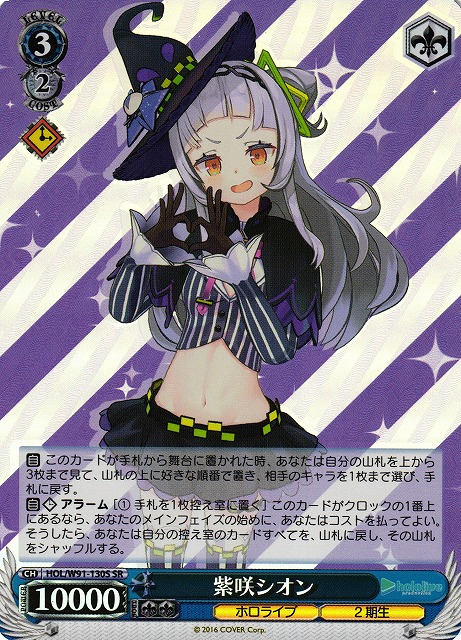 LEVEL
3
2
COST
自 このカードが手札から舞台に置かれた時、あなたは自分の山札を上から
3枚まで見て、山札の上に好きな順番で置き、相手のキャラを1枚まで選び、手
札に戻す。
自 アラーム [① 手札を1枚控え室に置く] このカードがクロックの1番上
にあるなら、あなたのメインフェイズの始めに、あなたはコストを払ってよい。
そうしたら、あなたは自分の控え室のカードすべてを、山札に戻し、その山札
をシャッフルする。
CH HOL/W91-130S SR
POWER
10000
SOUL
紫咲シオン
hololive
production
ホロライブ
2期生
© 2016 COVER Corp.